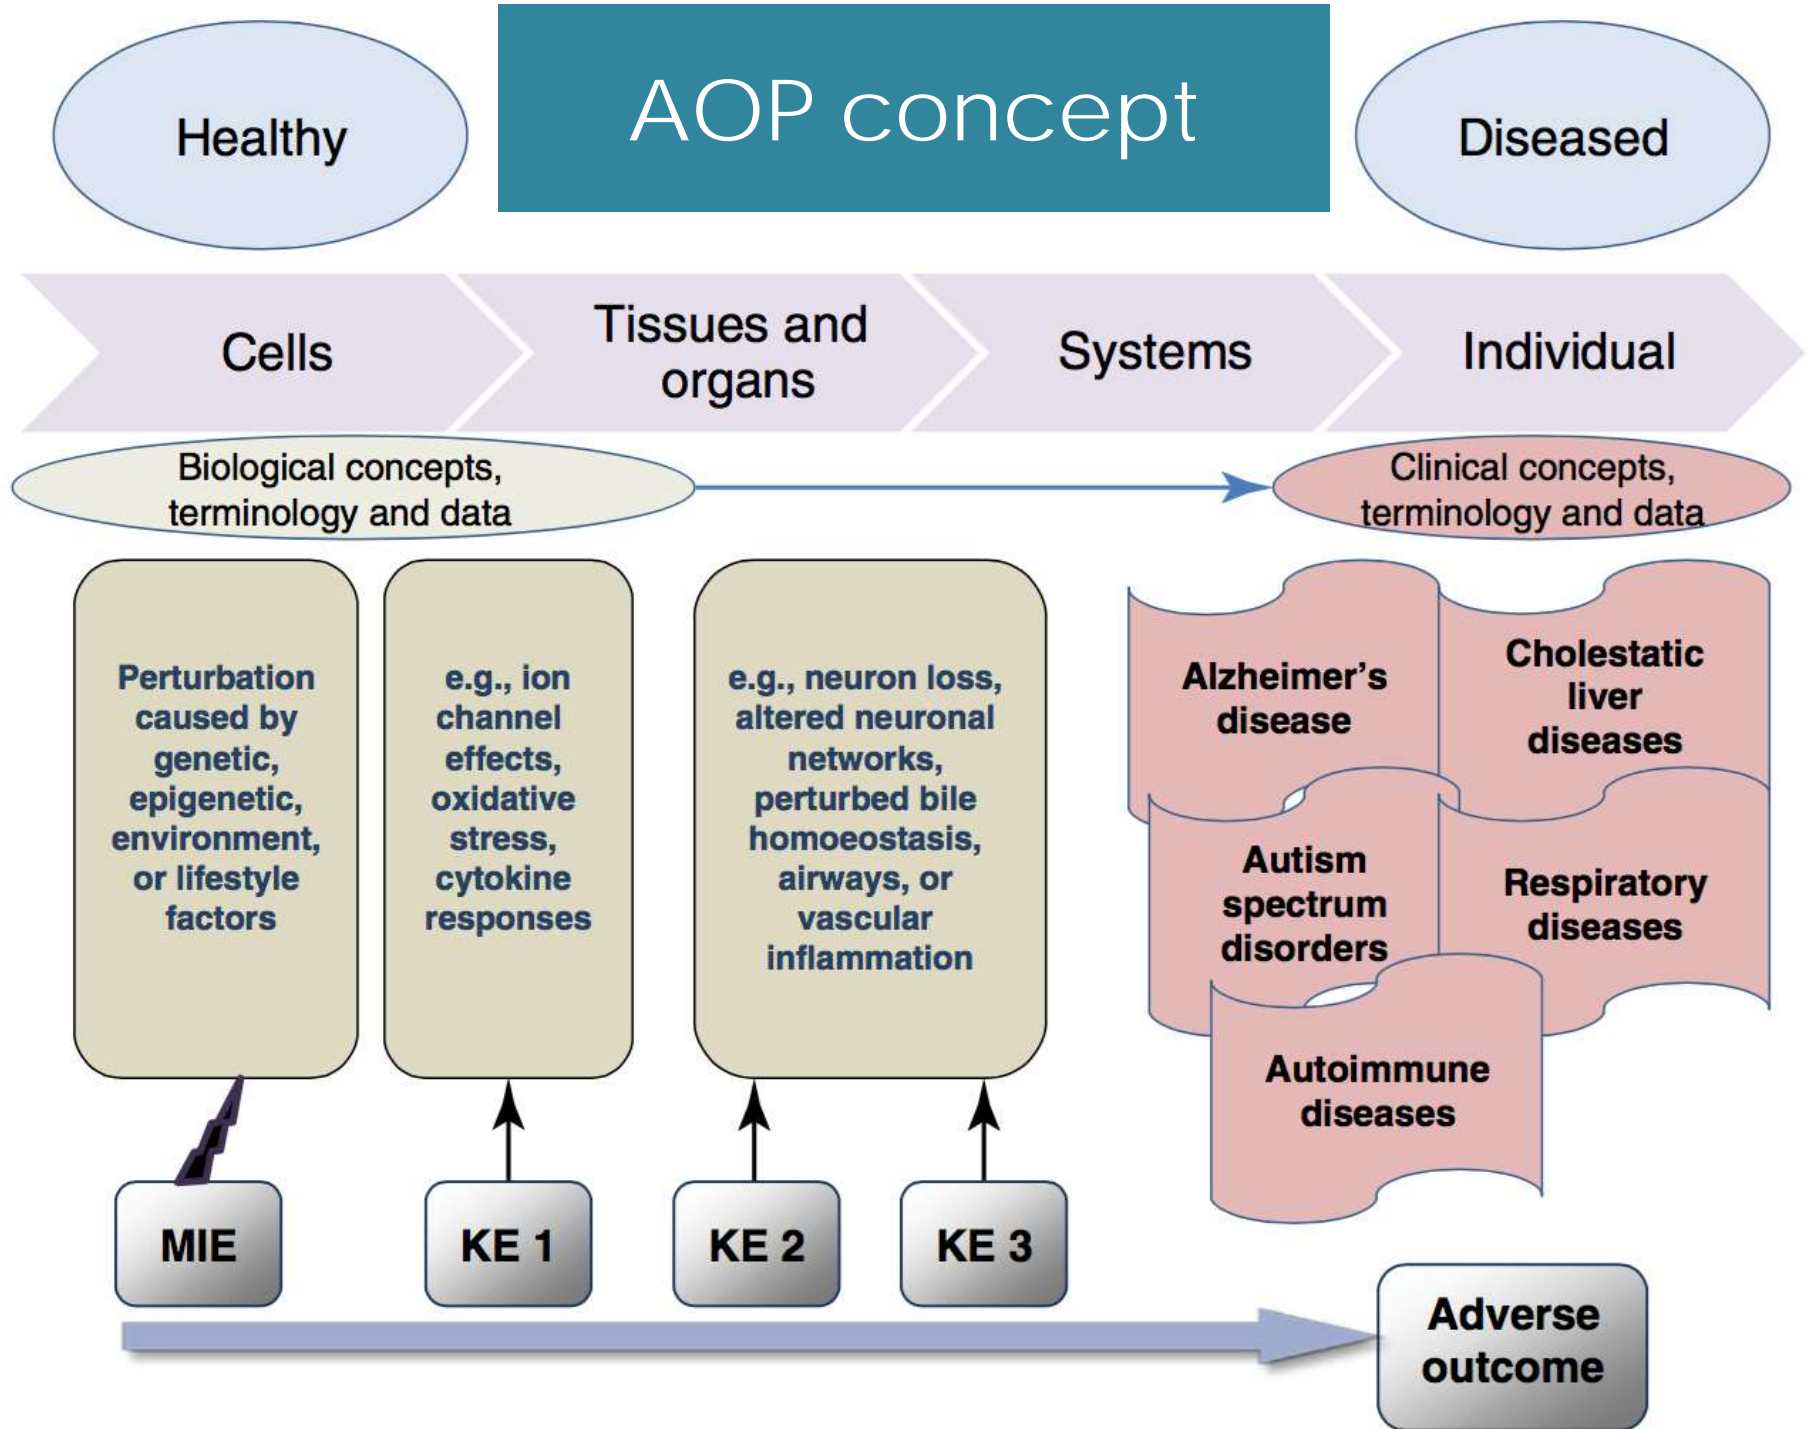 Healthy
AOP concept
Diseased
Cells
Tissues and
organs
Systems
Individual
Biological concepts,
terminology and data
Clinical concepts,
terminology and data
Perturbation
caused by
genetic,
epigenetic,
environment,
or lifestyle
factors
e.g., ion
channel
effects,
oxidative
stress,
cytokine
responses
e.g., neuron loss,
altered neuronal
networks,
perturbed bile
homoeostasis,
airways, or
vascular
inflammation
Alzheimer's
disease
Cholestatic
liver
diseases
Autism
spectrum
disorders
Respiratory
diseases
Autoimmune
diseases
MIE
KE 1
KE 2
KE 3
Adverse
outcome